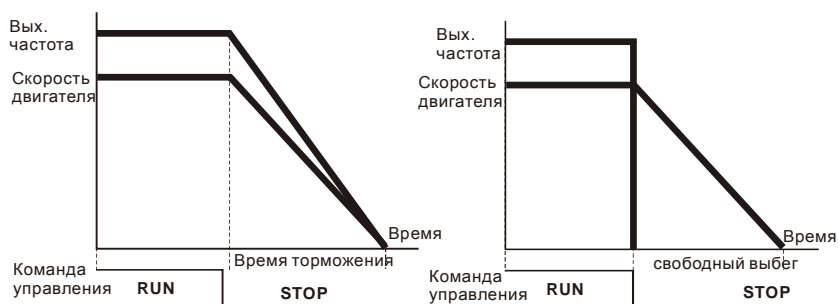 Вых.
частота
Скорость
двигателя
Время
Время торможения
Команда
управления
RUN
STOP
Вых.
частота
Скорость
двигателя
Время
свободный выбег
Команда
управления
RUN
STOP